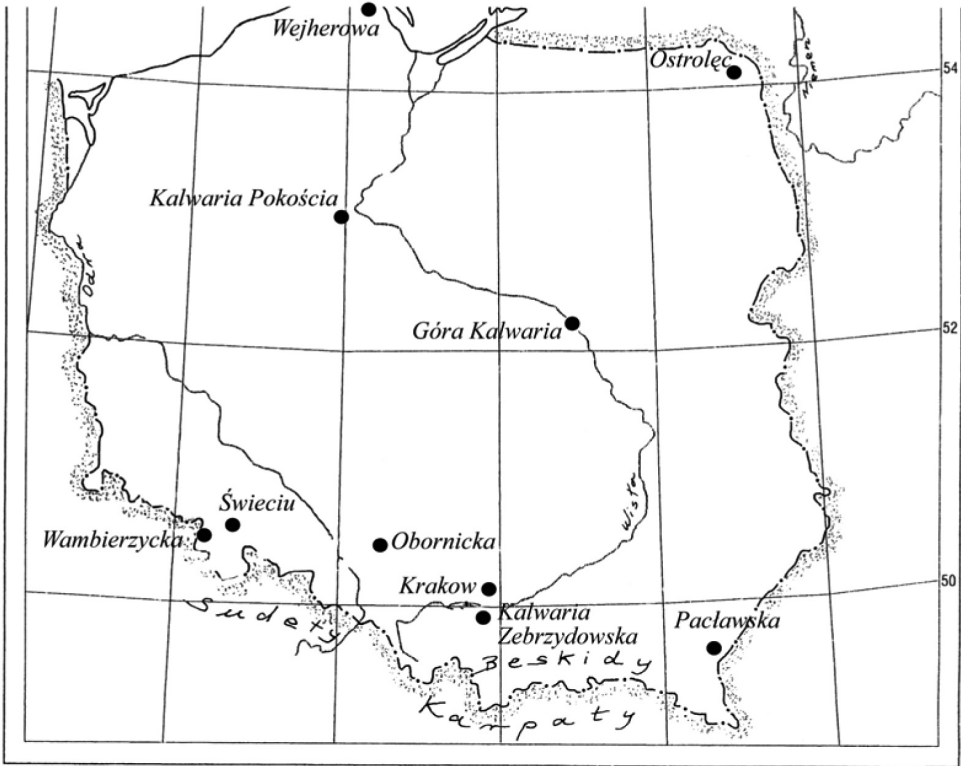 Wejherowa
Ostrolęc
54
Niemen
Kalwaria Pokościa
Odra
Góra Kalwaria
52
Wisła
Świeciu
Wambierzycka
Obornicka
Krakow
50
Sudety
Kalwaria
Zebrzydowska
Pacławska
Beskidy
Karpaty